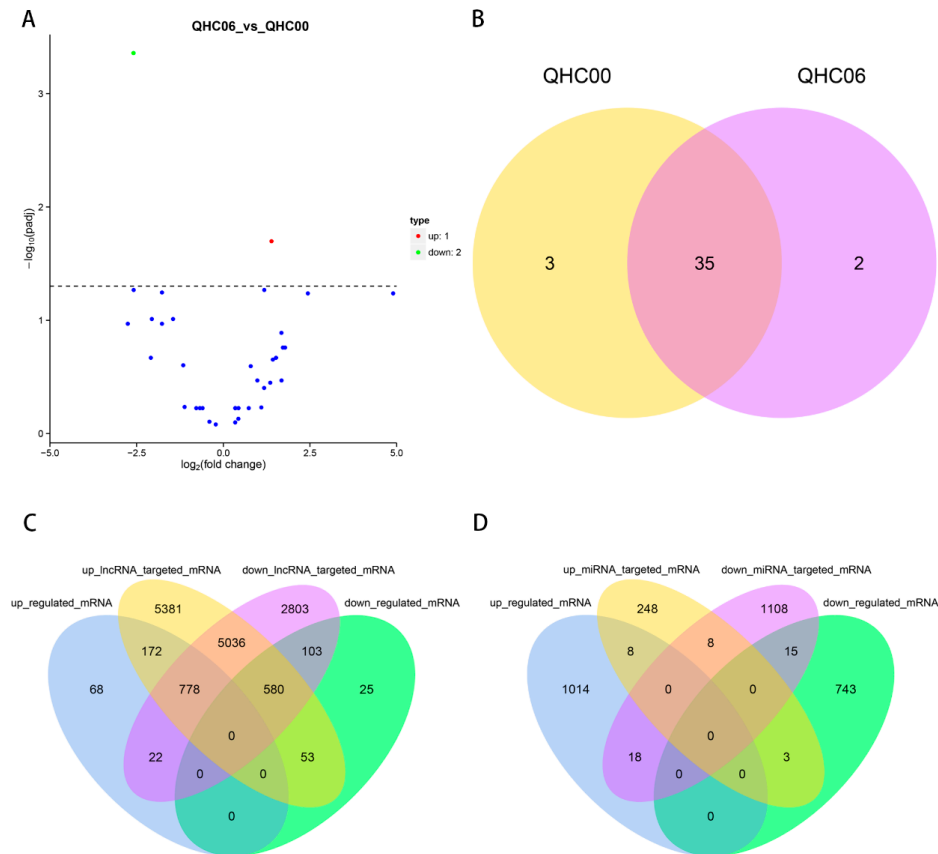 A
QHC06_vs_QHC00
3
2
1
0
−log10(padj)
−5.0
−2.5
0.0
2.5
5.0
log2(fold change)
type
up: 1
down: 2
B
QHC00
QHC06
3
35
2
C
up_lncRNA_targeted_mRNA
down_lncRNA_targeted_mRNA
up_regulated_mRNA
down_regulated_mRNA
5381
2803
172
5036
103
68
778
580
25
22
0
53
0
0
0
D
up_miRNA_targeted_mRNA
down_miRNA_targeted_mRNA
up_regulated_mRNA
down_regulated_mRNA
248
1108
8
8
15
1014
0
0
743
0
18
0
0
3
0